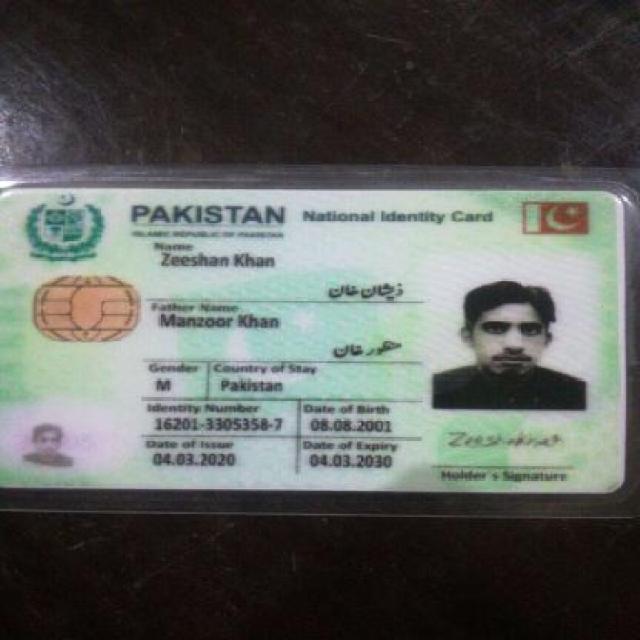 PAKISTAN National Identity Card
ISLAMIC REPUBLIC OF PAKISTAN
Name
Zeeshan Khan
ذیشان خان
Father Name
Manzoor Khan
منظور خان
Gender Country of Stay
M Pakistan
Identity Number Date of Birth
16201-3305358-7 08.08.2001
Date of Issue Date of Expiry
04.03.2020 04.03.2030
Holder's Signature